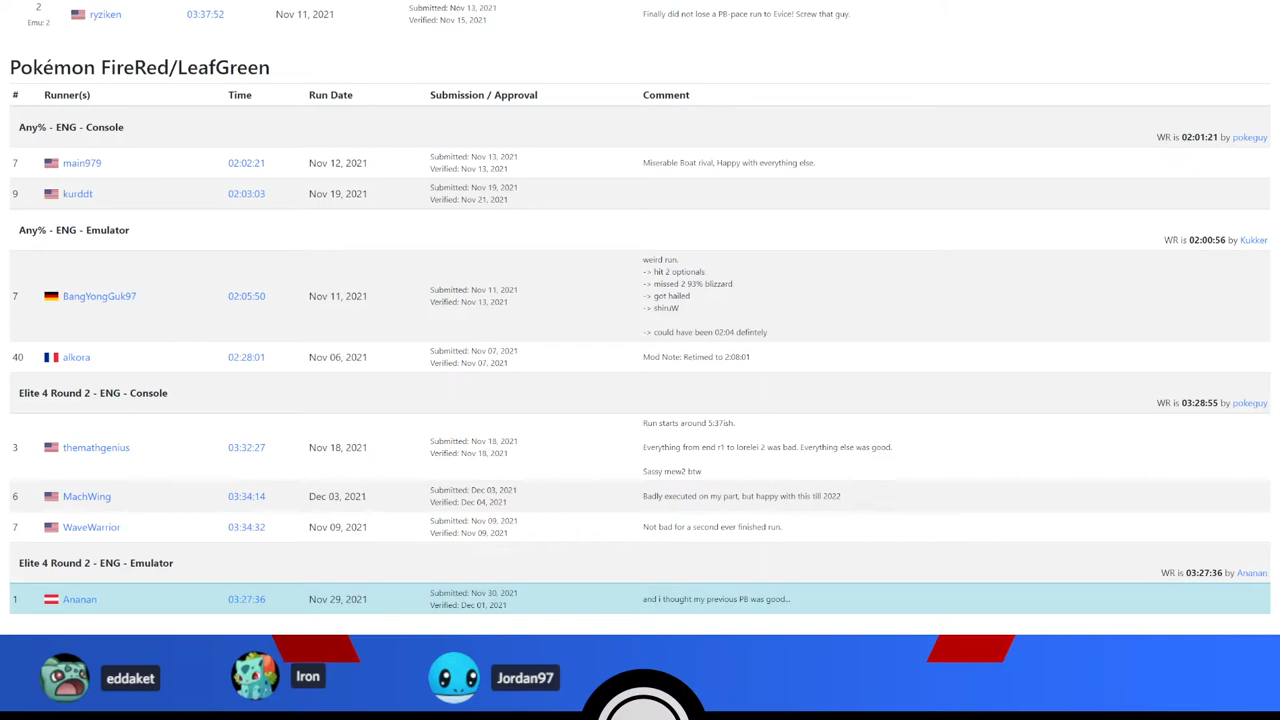 2 ryziken 03:37:52 Nov 11, 2021 Submitted: Nov 13, 2021 Finally did not lose a PB-pace run to Evice! Screw that guy.
Emu: 2 Verified: Nov 15, 2021
Pokémon FireRed/LeafGreen
# Runner(s) Time Run Date Submission / Approval Comment
Any% - ENG - Console
WR is 02:01:21 by pokeguy
7 main979 02:02:21 Nov 12, 2021 Submitted: Nov 13, 2021 Miserable Boat rival, Happy with everything else.
Verified: Nov 13, 2021
9 kurddt 02:03:03 Nov 19, 2021 Submitted: Nov 19, 2021
Verified: Nov 21, 2021
Any% - ENG - Emulator
WR is 02:00:56 by Kukker
weird run.
-> hit 2 optionals
-> missed 2 93% blizzard
7 BangYongGuk97 02:05:50 Nov 11, 2021 Submitted: Nov 11, 2021 -> got hailed
Verified: Nov 13, 2021
-> shiruW
-> could have been 02:04 defintely
40 alkora 02:28:01 Nov 06, 2021 Submitted: Nov 07, 2021 Mod Note: Retimed to 2:08:01
Verified: Nov 07, 2021
Elite 4 Round 2 - ENG - Console
WR is 03:28:55 by pokeguy
Run starts around 5:37ish.
3 themathgenius 03:32:27 Nov 18, 2021 Submitted: Nov 18, 2021 Everything from end r1 to lorelei 2 was bad. Everything else was good.
Verified: Nov 18, 2021
Sassy mew2 btw
6 MachWing 03:34:14 Dec 03, 2021 Submitted: Dec 03, 2021 Badly executed on my part, but happy with this till 2022
Verified: Dec 04, 2021
7 WaveWarrior 03:34:32 Nov 09, 2021 Submitted: Nov 09, 2021 Not bad for a second ever finished run.
Verified: Nov 09, 2021
Elite 4 Round 2 - ENG - Emulator
WR is 03:27:36 by Ananan
1 Ananan 03:27:36 Nov 29, 2021 Submitted: Nov 30, 2021 and i thought my previous PB was good...
Verified: Dec 01, 2021
eddaket Iron Jordan97